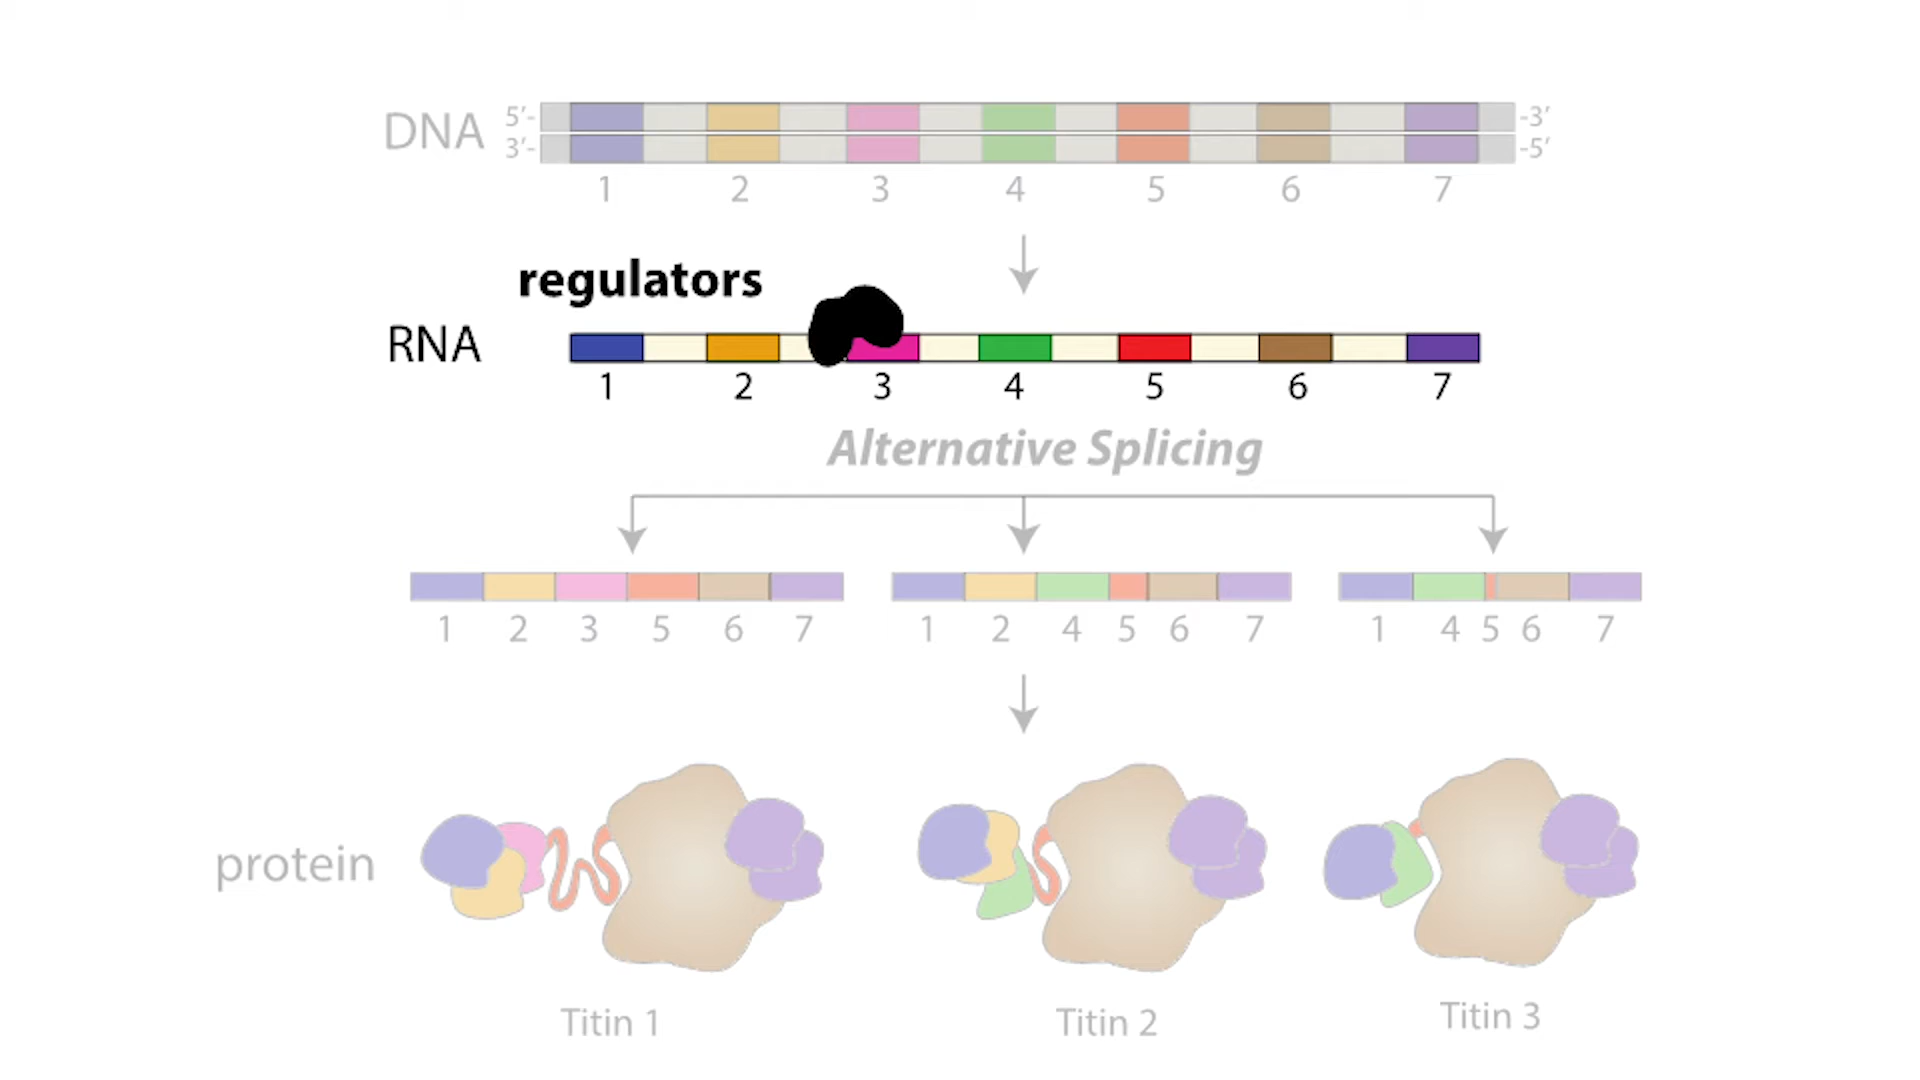 DNA 5’- -3’
3’- -5’
1 2 3 4 5 6 7
regulators
RNA
1 2 3 4 5 6 7
Alternative Splicing
1 2 3 5 6 7 1 2 4 5 6 7 1 4 5 6 7
protein
Titin 1 Titin 2 Titin 3